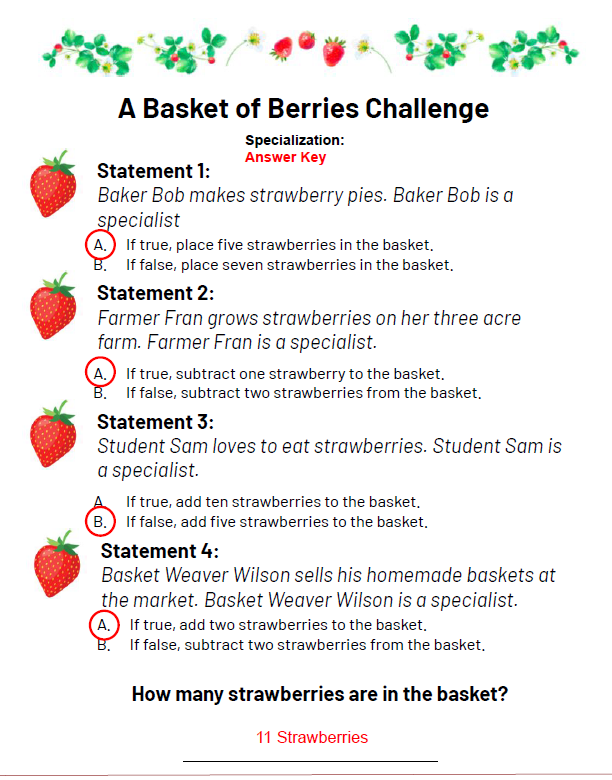 A Basket of Berries Challenge
Specialization:
Answer Key
Statement 1:
Baker Bob makes strawberry pies. Baker Bob is a
specialist
A. If true, place five strawberries in the basket.
B. If false, place seven strawberries in the basket.
Statement 2:
Farmer Fran grows strawberries on her three acre
farm. Farmer Fran is a specialist.
A. If true, subtract one strawberry to the basket.
B. If false, subtract two strawberries from the basket.
Statement 3:
Student Sam loves to eat strawberries. Student Sam is
a specialist.
A. If true, add ten strawberries to the basket.
B. If false, add five strawberries to the basket.
Statement 4:
Basket Weaver Wilson sells his homemade baskets at
the market. Basket Weaver Wilson is a specialist.
A. If true, add two strawberries to the basket.
B. If false, subtract two strawberries from the basket.
How many strawberries are in the basket?
11 Strawberries